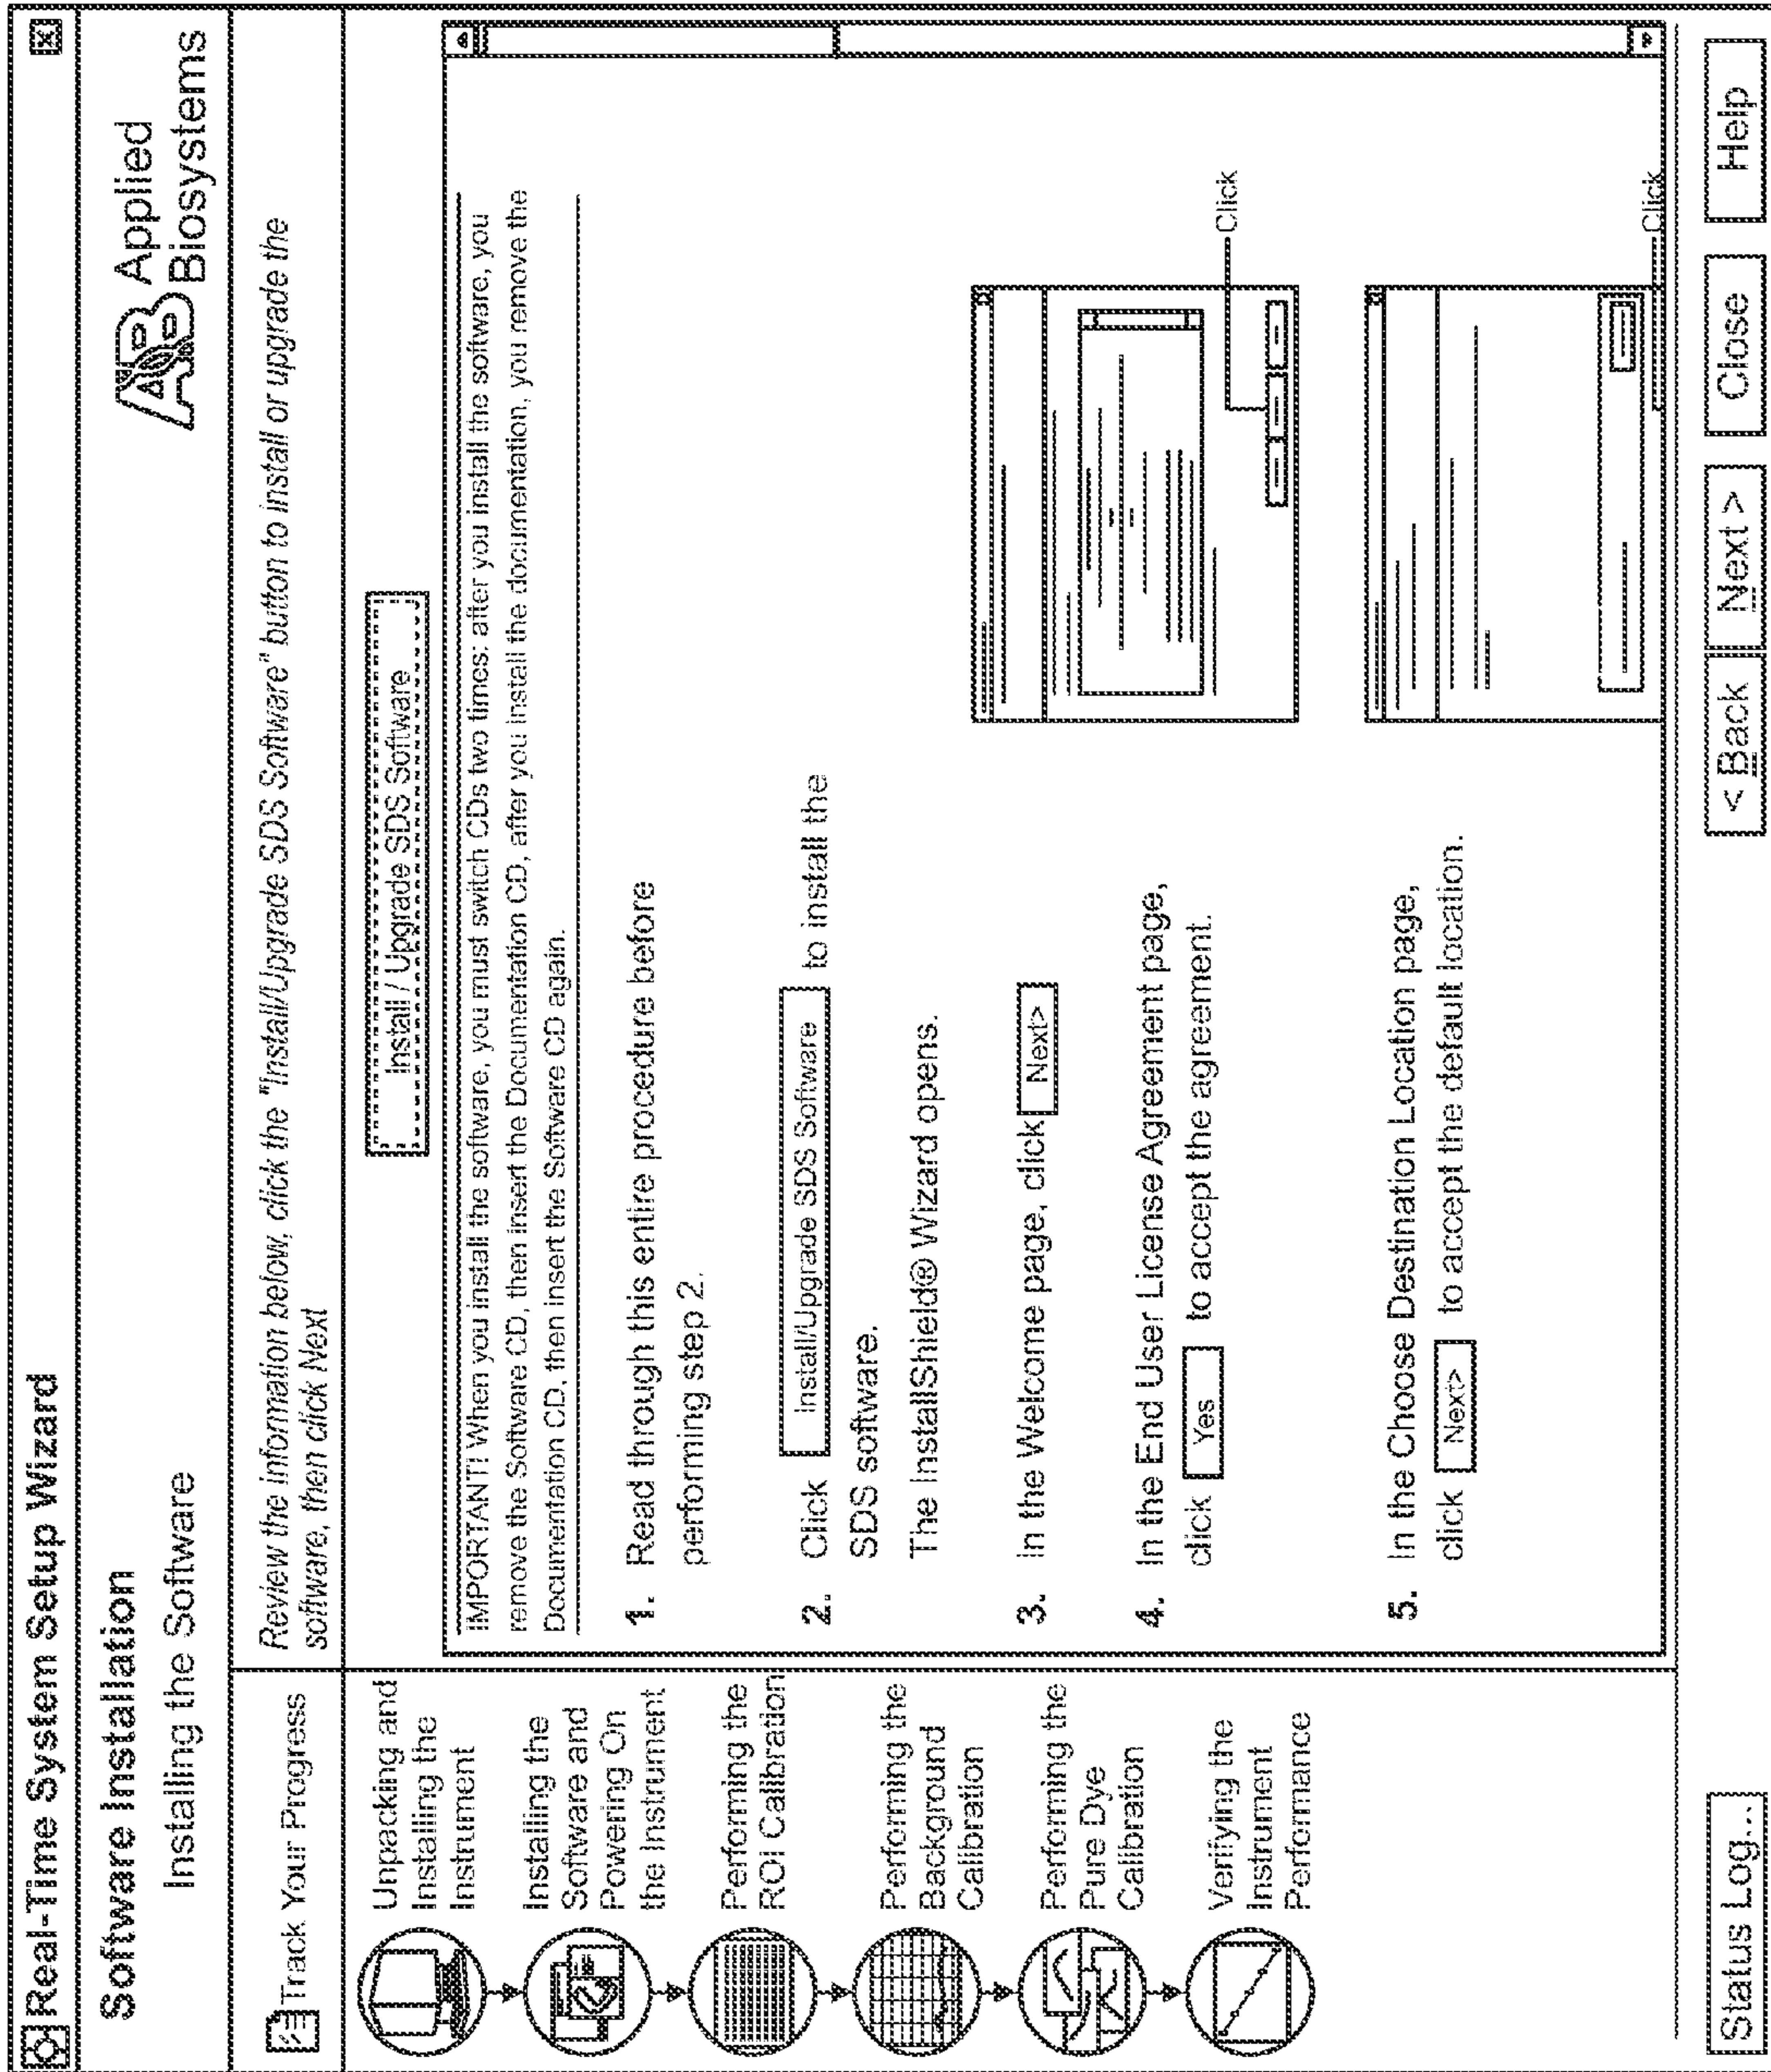 Real-Time System Setup Wizard
x
Software Installation
Installing the Software
AB Applied
Biosystems
Track Your Progress
Review the information below, click the "Install/Upgrade SDS Software" button to install or upgrade the
software, then click Next
Unpacking and
Installing the
Instrument
Installing the
Software and
Powering On
the Instrument
Performing the
ROI Calibration
Performing the
Background
Calibration
Performing the
Pure Dye
Calibration
Verifying the
Instrument
Performance
Install / Upgrade SDS Software
IMPORTANT! When you install the software, you must switch CDs two times: after you install the software, you
remove the Software CD, then insert the Documentation CD, after you install the documentation, you remove the
Documentation CD, then insert the Software CD again.
1. Read through this entire procedure before
performing step 2.
2. Click Install/Upgrade SDS Software to install the
SDS software.
The InstallShield® Wizard opens.
3. In the Welcome page, click Next>
4. In the End User License Agreement page,
click Yes to accept the agreement.
Click
5. In the Choose Destination Location page,
click Next> to accept the default location.
Click
Status Log...
< Back
Next >
Close
Help